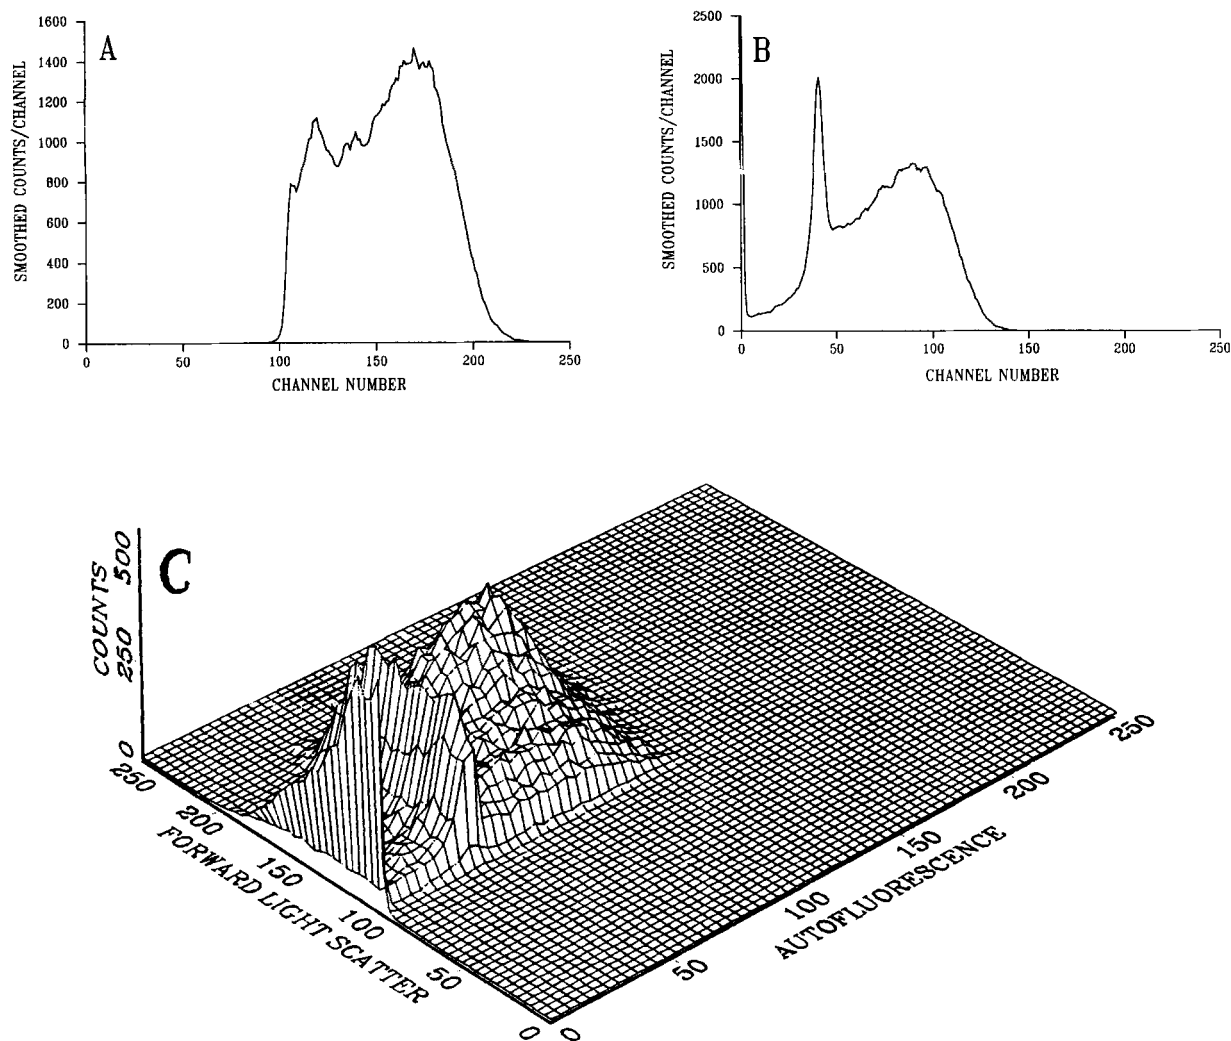 A
SMOOTHED COUNTS/CHANNEL
1600
1400
1200
1000
800
600
400
200
0
0 50 100 150 200 250
CHANNEL NUMBER
B
SMOOTHED COUNTS/CHANNEL
2500
2000
1500
1000
500
0
0 50 100 150 200 250
CHANNEL NUMBER
C
COUNTS
500
250
0
250 200 150 100 50 0
FORWARD LIGHT SCATTER
0 50 100 150 200 250
AUTOFLUORESCENCE